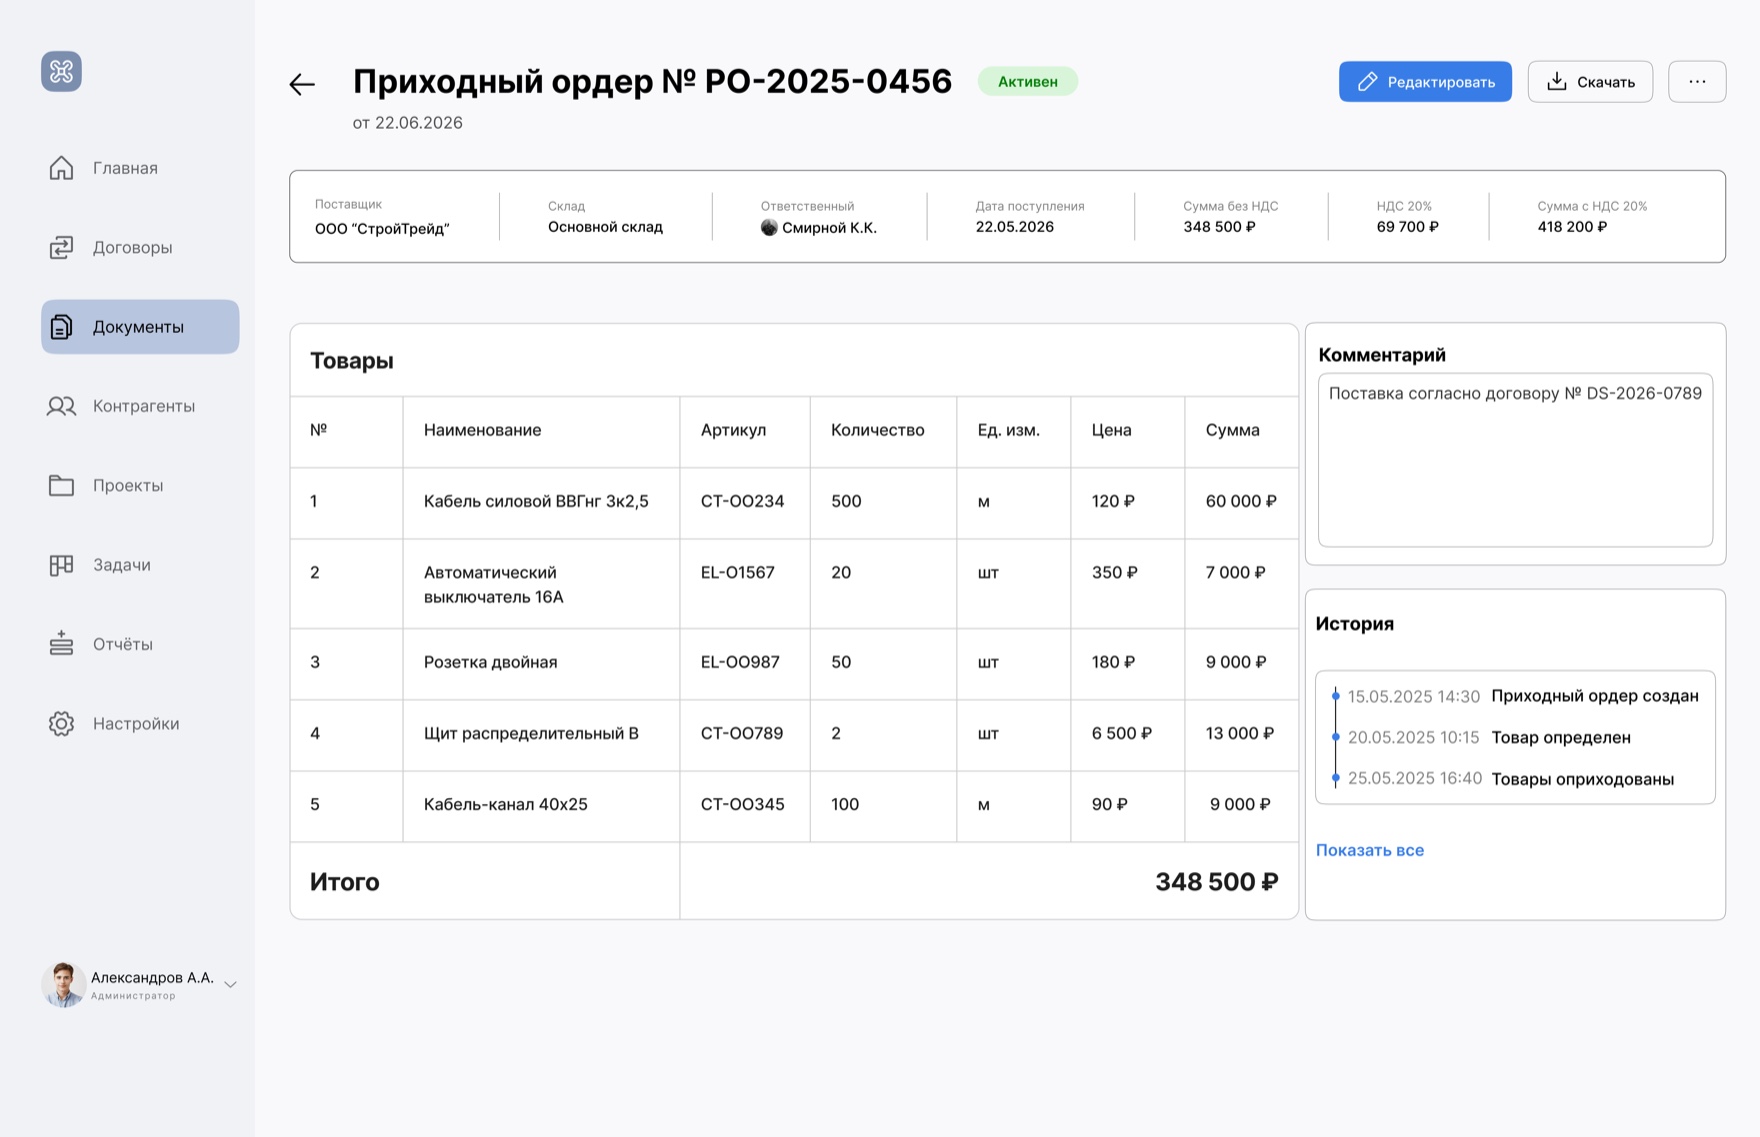 Приходный ордер № PO-2025-0456
Активен
Редактировать
Скачать
...
от 22.06.2026
Главная
Договоры
Документы
Контрагенты
Проекты
Задачи
Отчёты
Настройки
Александров А.А.
Администратор
Поставщик
ООО “СтройТрейд”
Склад
Основной склад
Ответственный
Смирной К.К.
Дата поступления
22.05.2026
Сумма без НДС
348 500 ₽
НДС 20%
69 700 ₽
Сумма с НДС 20%
418 200 ₽
Товары
№ Наименование Артикул Количество Ед. изм. Цена Сумма
1 Кабель силовой ВВГнг 3к2,5 CT-OO234 500 м 120 ₽ 60 000 ₽
2 Автоматический EL-O1567 20 шт 350 ₽ 7 000 ₽
выключатель 16А
3 Розетка двойная EL-OO987 50 шт 180 ₽ 9 000 ₽
4 Щит распределительный В CT-OO789 2 шт 6 500 ₽ 13 000 ₽
5 Кабель-канал 40х25 CT-OO345 100 м 90 ₽ 9 000 ₽
Итого 348 500 ₽
Комментарий
Поставка согласно договору № DS-2026-0789
История
15.05.2025 14:30 Приходный ордер создан
20.05.2025 10:15 Товар определен
25.05.2025 16:40 Товары оприходованы
Показать все